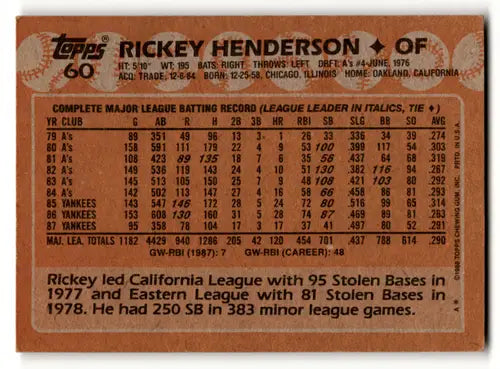 Topps
60
RICKEY HENDERSON ✦ OF
HT: 5'10" WT: 195 BATS: RIGHT THROWS: LEFT DRFT: A's #4-JUNE, 1976
ACQ: TRADE, 12-8-84 BORN: 12-25-58, CHICAGO, ILLINOIS HOME: OAKLAND, CALIFORNIA
COMPLETE MAJOR LEAGUE BATTING RECORD (LEAGUE LEADER IN ITALICS, TIE ♦)
YR CLUB G AB R H 2B 3B HR RBI SB SLG BB SO AVG
79 A's 89 351 49 96 13 3 1 26 33 .336 34 39 .274
80 A's 158 591 111 179 22 4 9 53 100 .399 117 54 .303
81 A's 108 423 89 135 18 7 6 35 56 .437 64 68 .319
82 A's 149 536 119 143 24 4 10 51 130 .382 116 94 .267
83 A's 145 513 105 150 25 7 9 48 108 .421 103 80 .292
84 A's 142 502 113 147 27 4 16 58 66 .458 86 81 .293
85 YANKEES 143 547 146 172 28 5 24 72 80 .516 99 65 .314
86 YANKEES 153 608 130 160 31 5 28 74 87 .469 89 81 .263
87 YANKEES 95 358 78 104 17 3 17 37 41 .497 80 52 .291
MAJ. LEA. TOTALS 1182 4429 940 1286 205 42 120 454 701 .437 788 614 .290
GW-RBI (1987): 7 GW-RBI (CAREER): 48
Rickey led California League with 95 Stolen Bases in
1977 and Eastern League with 81 Stolen Bases in
1978. He had 250 SB in 383 minor league games.
©1988 TOPPS CHEWING GUM, INC. PRTD. IN U.S.A.